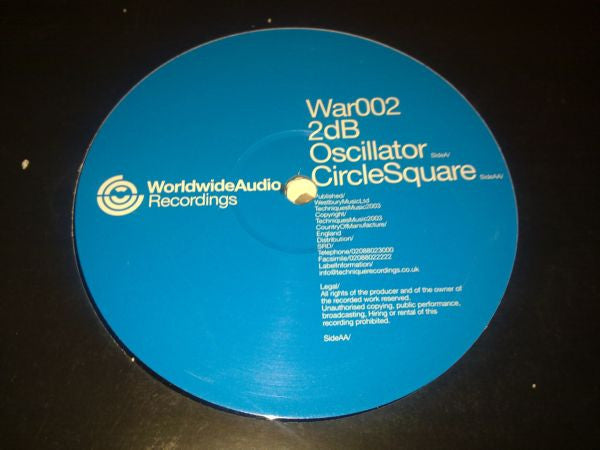 WorldwideAudio
Recordings
War002
2dB
Oscillator SideA/
CircleSquare SideAA/
Published/
WestburyMusicLtd
TechniquesMusic2003
Copyright/
TechniquesMusic2003
CountryOfManufacture/
England
Distribution/
SRD/
Telephone/02088023000
Facsimile/02088022222
LabelInformation/
info@techniquerecordings.co.uk
Legal/
All rights of the producer and of the owner of
the recorded work reserved.
Unauthorised copying, public performance,
broadcasting, Hiring or rental of this
recording prohibited.
SideAA/